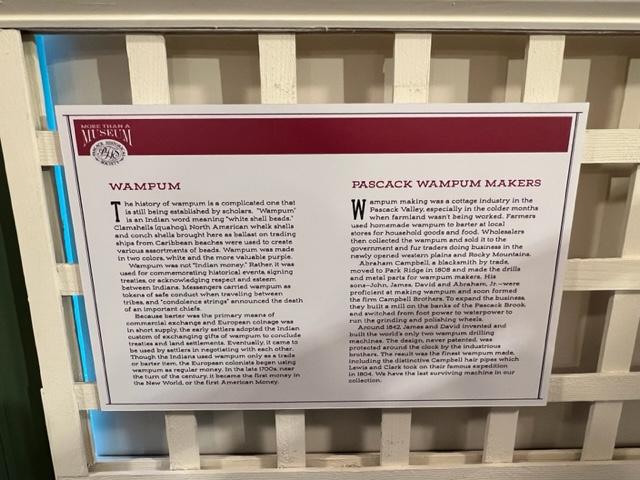 MORE THAN A
MUSEUM
PASCACK HISTORICAL
PHS
SOCIETY
WAMPUM
The history of wampum is a complicated one that
is still being established by scholars. "Wampum"
is an Indian word meaning "white shell beads."
Clamshells (quahog), North American whelk shells
and conch shells brought here as ballast on trading
ships from Caribbean beaches were used to create
various assortments of beads. Wampum was made
in two colors, white and the more valuable purple.
Wampum was not "Indian money." Rather, it was
used for commemorating historical events, signing
treaties, or acknowledging respect and esteem
between Indians. Messengers carried wampum as
tokens of safe conduct when traveling between
tribes, and "condolence strings" announced the death
of an important chiefs.
Because barter was the primary means of
commercial exchange and European coinage was
in short supply, the early settlers adopted the Indian
custom of exchanging gifts of wampum to conclude
treaties and land settlements. Eventually, it came to
be used by settlers in negotiating with each other.
Though the Indians used wampum only as a trade
or barter item, the European colonists began using
wampum as regular money. In the late 1700s, near
the turn of the century, it became the first money in
the New World, or the first American Money.
PASCACK WAMPUM MAKERS
Wampum making was a cottage industry in the
Pascack Valley, especially in the colder months
when farmland wasn't being worked. Farmers
used homemade wampum to barter at local
stores for household goods and food. Wholesalers
then collected the wampum and sold it to the
government and fur traders doing business in the
newly opened western plains and Rocky Mountains.
Abraham Campbell, a blacksmith by trade,
moved to Park Ridge in 1808 and made the drills
and metal parts for wampum makers. His
sons–John, James, David and Abraham, Jr.–were
proficient at making wampum and soon formed
the firm Campbell Brothers. To expand the business,
they built a mill on the banks of the Pascack Brook
and switched from foot power to waterpower to
run the grinding and polishing wheels.
Around 1842, James and David invented and
built the world's only two wampum drilling
machines. The design, never patented, was
protected around the clock by the industrious
brothers. The result was the finest wampum made,
including the distinctive Campbell hair pipes which
Lewis and Clark took on their famous expedition
in 1804. We have the last surviving machine in our
collection.